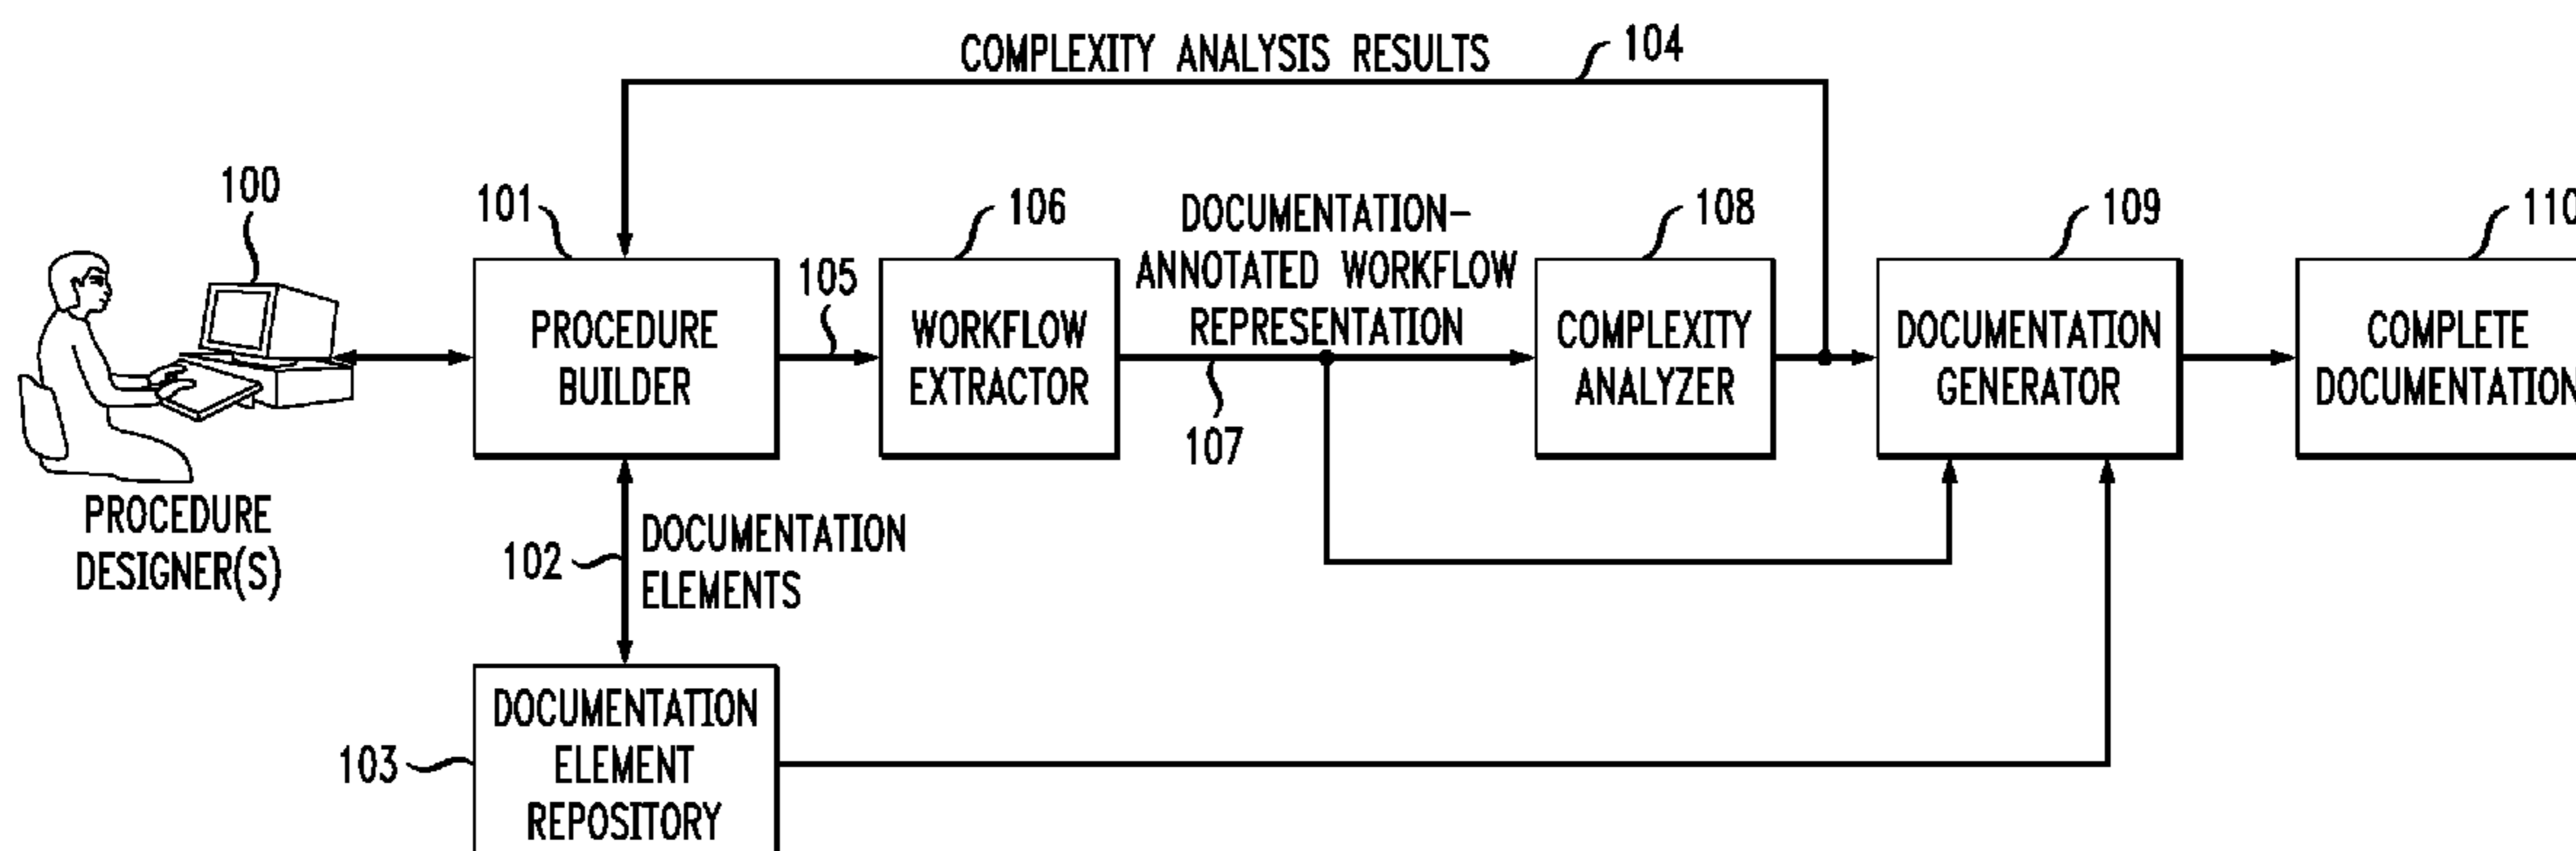 COMPLEXITY ANALYSIS RESULTS
104
100
101
106
DOCUMENTATION-
ANNOTATED WORKFLOW
REPRESENTATION
108
109
110
105
PROCEDURE
BUILDER
WORKFLOW
EXTRACTOR
COMPLEXITY
ANALYZER
DOCUMENTATION
GENERATOR
COMPLETE
DOCUMENTATION
107
PROCEDURE
DESIGNER(S)
102
DOCUMENTATION
ELEMENTS
103
DOCUMENTATION
ELEMENT
REPOSITORY